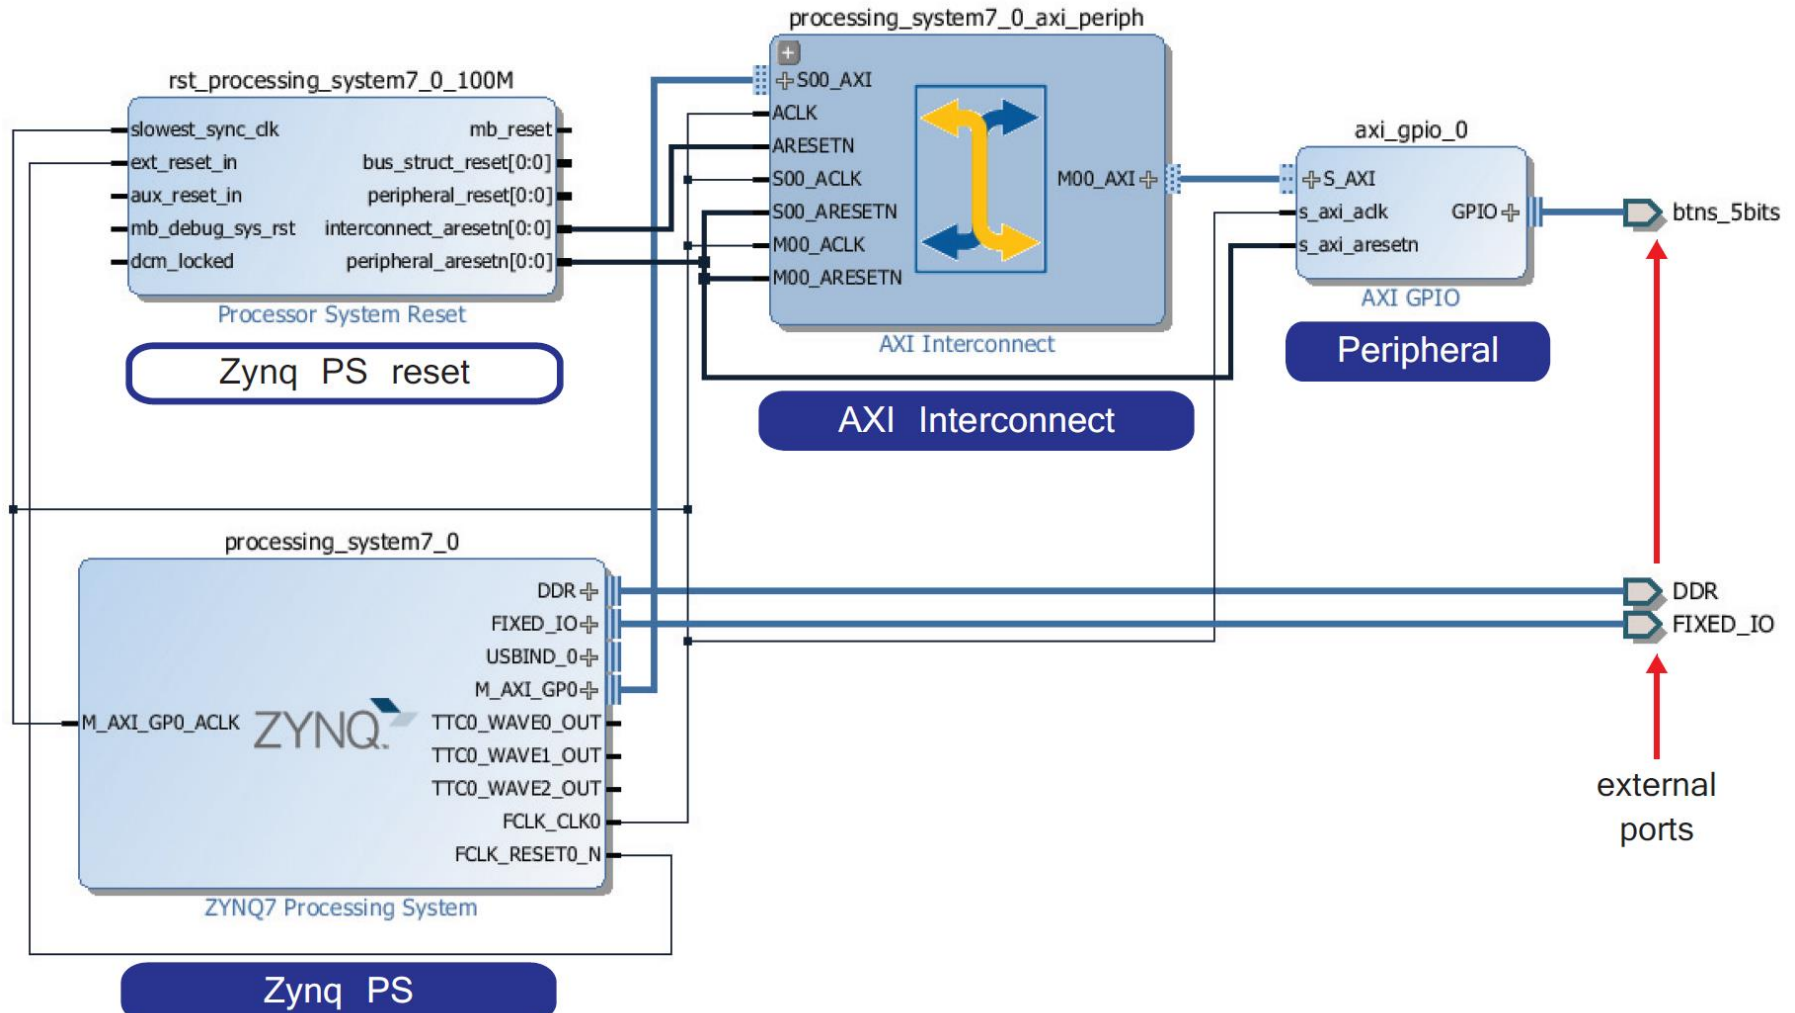 processing_system7_0_axi_periph
S00_AXI
ACLK
ARESETN
S00_ACLK
S00_ARESETN
M00_ACLK
M00_ARESETN
M00_AXI
AXI Interconnect
AXI Interconnect
rst_processing_system7_0_100M
slowest_sync_clk
ext_reset_in
aux_reset_in
mb_debug_sys_rst
dcm_locked
mb_reset
bus_struct_reset[0:0]
peripheral_reset[0:0]
interconnect_aresetn[0:0]
peripheral_aresetn[0:0]
Processor System Reset
Zynq PS reset
axi_gpio_0
S_AXI
s_axi_aclk
s_axi_aresetn
GPIO
AXI GPIO
Peripheral
btns_5bits
processing_system7_0
M_AXI_GP0_ACLK
ZYNQ
DDR
FIXED_IO
USBIND_0
M_AXI_GP0
TTC0_WAVE0_OUT
TTC0_WAVE1_OUT
TTC0_WAVE2_OUT
FCLK_CLK0
FCLK_RESET0_N
ZYNQ7 Processing System
Zynq PS
DDR
FIXED_IO
external
ports